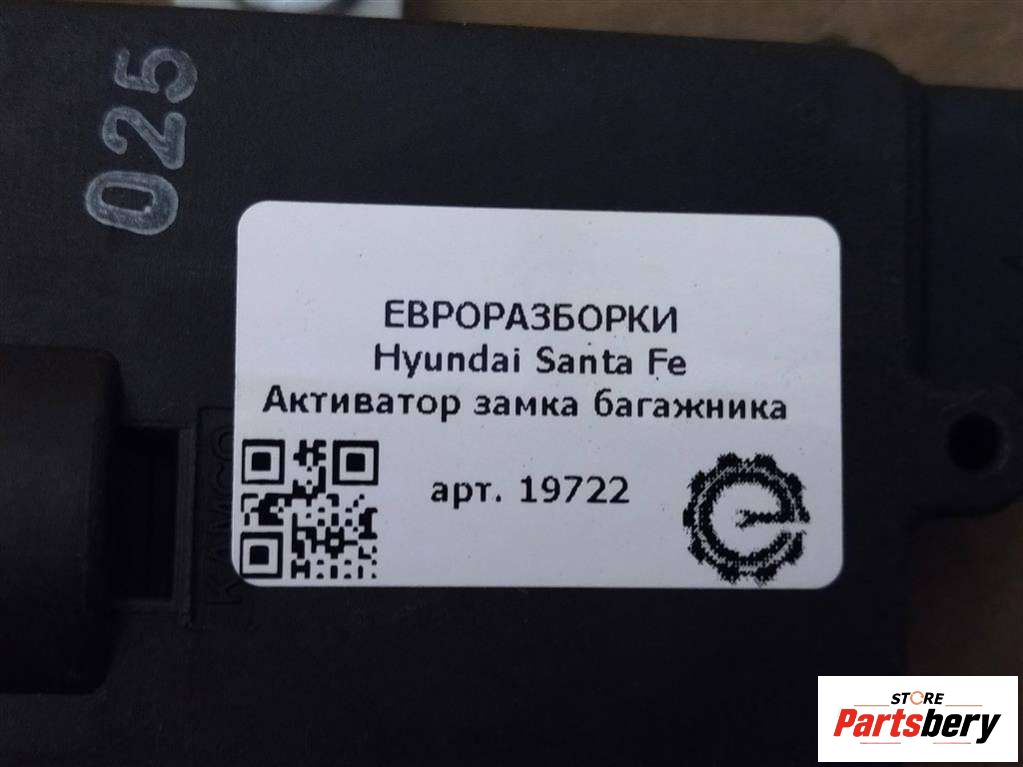 025
ЕВРОРАЗБОРКИ
Hyundai Santa Fe
Активатор замка багажника
арт. 19722
STORE
Partsbery